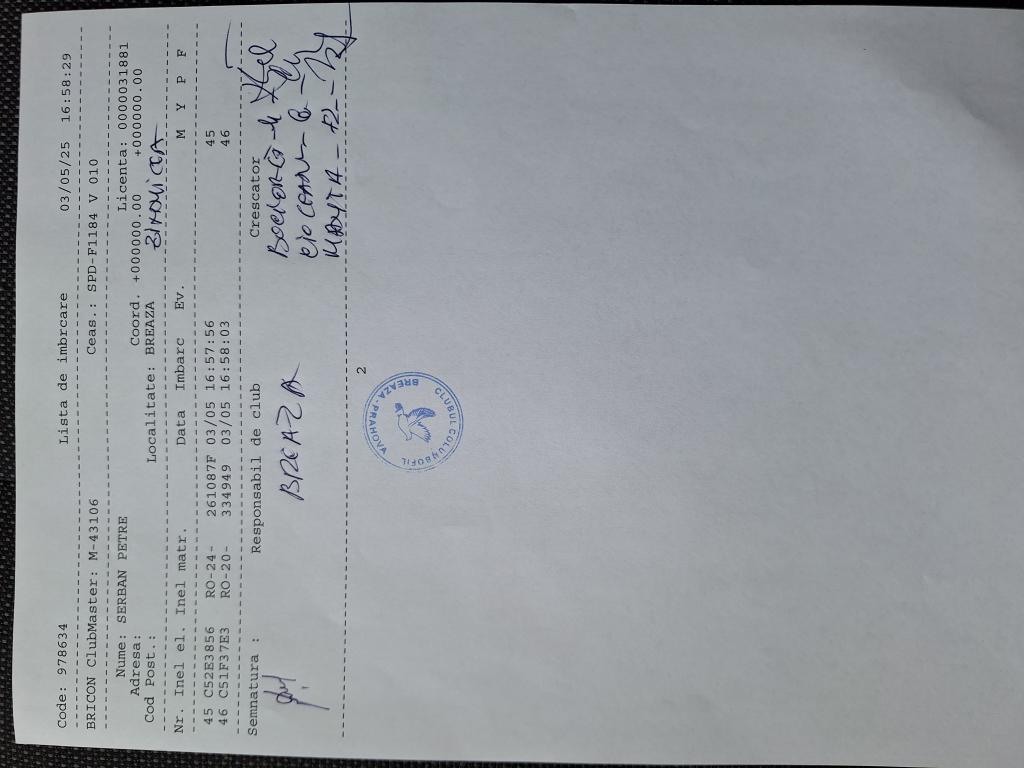 Code: 978634 Lista de imbrcare 03/05/25 16:58:29
BRICON ClubMaster: M-43106 Ceas.: SPD-F1184 V 010
Nume: SERBAN PETRE Licenta: 0000031881
Adresa: Coord. +000000.00 +000000.00
Cod Post.: Localitate: BREAZA
Nr. Inel el. Inel matr. Data Imbarc Ev. M Y P F
45 C52E3856 RO-24- 261087F 03/05 16:57:56 45
46 C51F37E3 RO-20- 334949 03/05 16:58:03 46
Semnatura : Responsabil de club Crescator
BREAZA
2
CLUBUL COLUMBOFIL
BREAZA - PRAHOVA